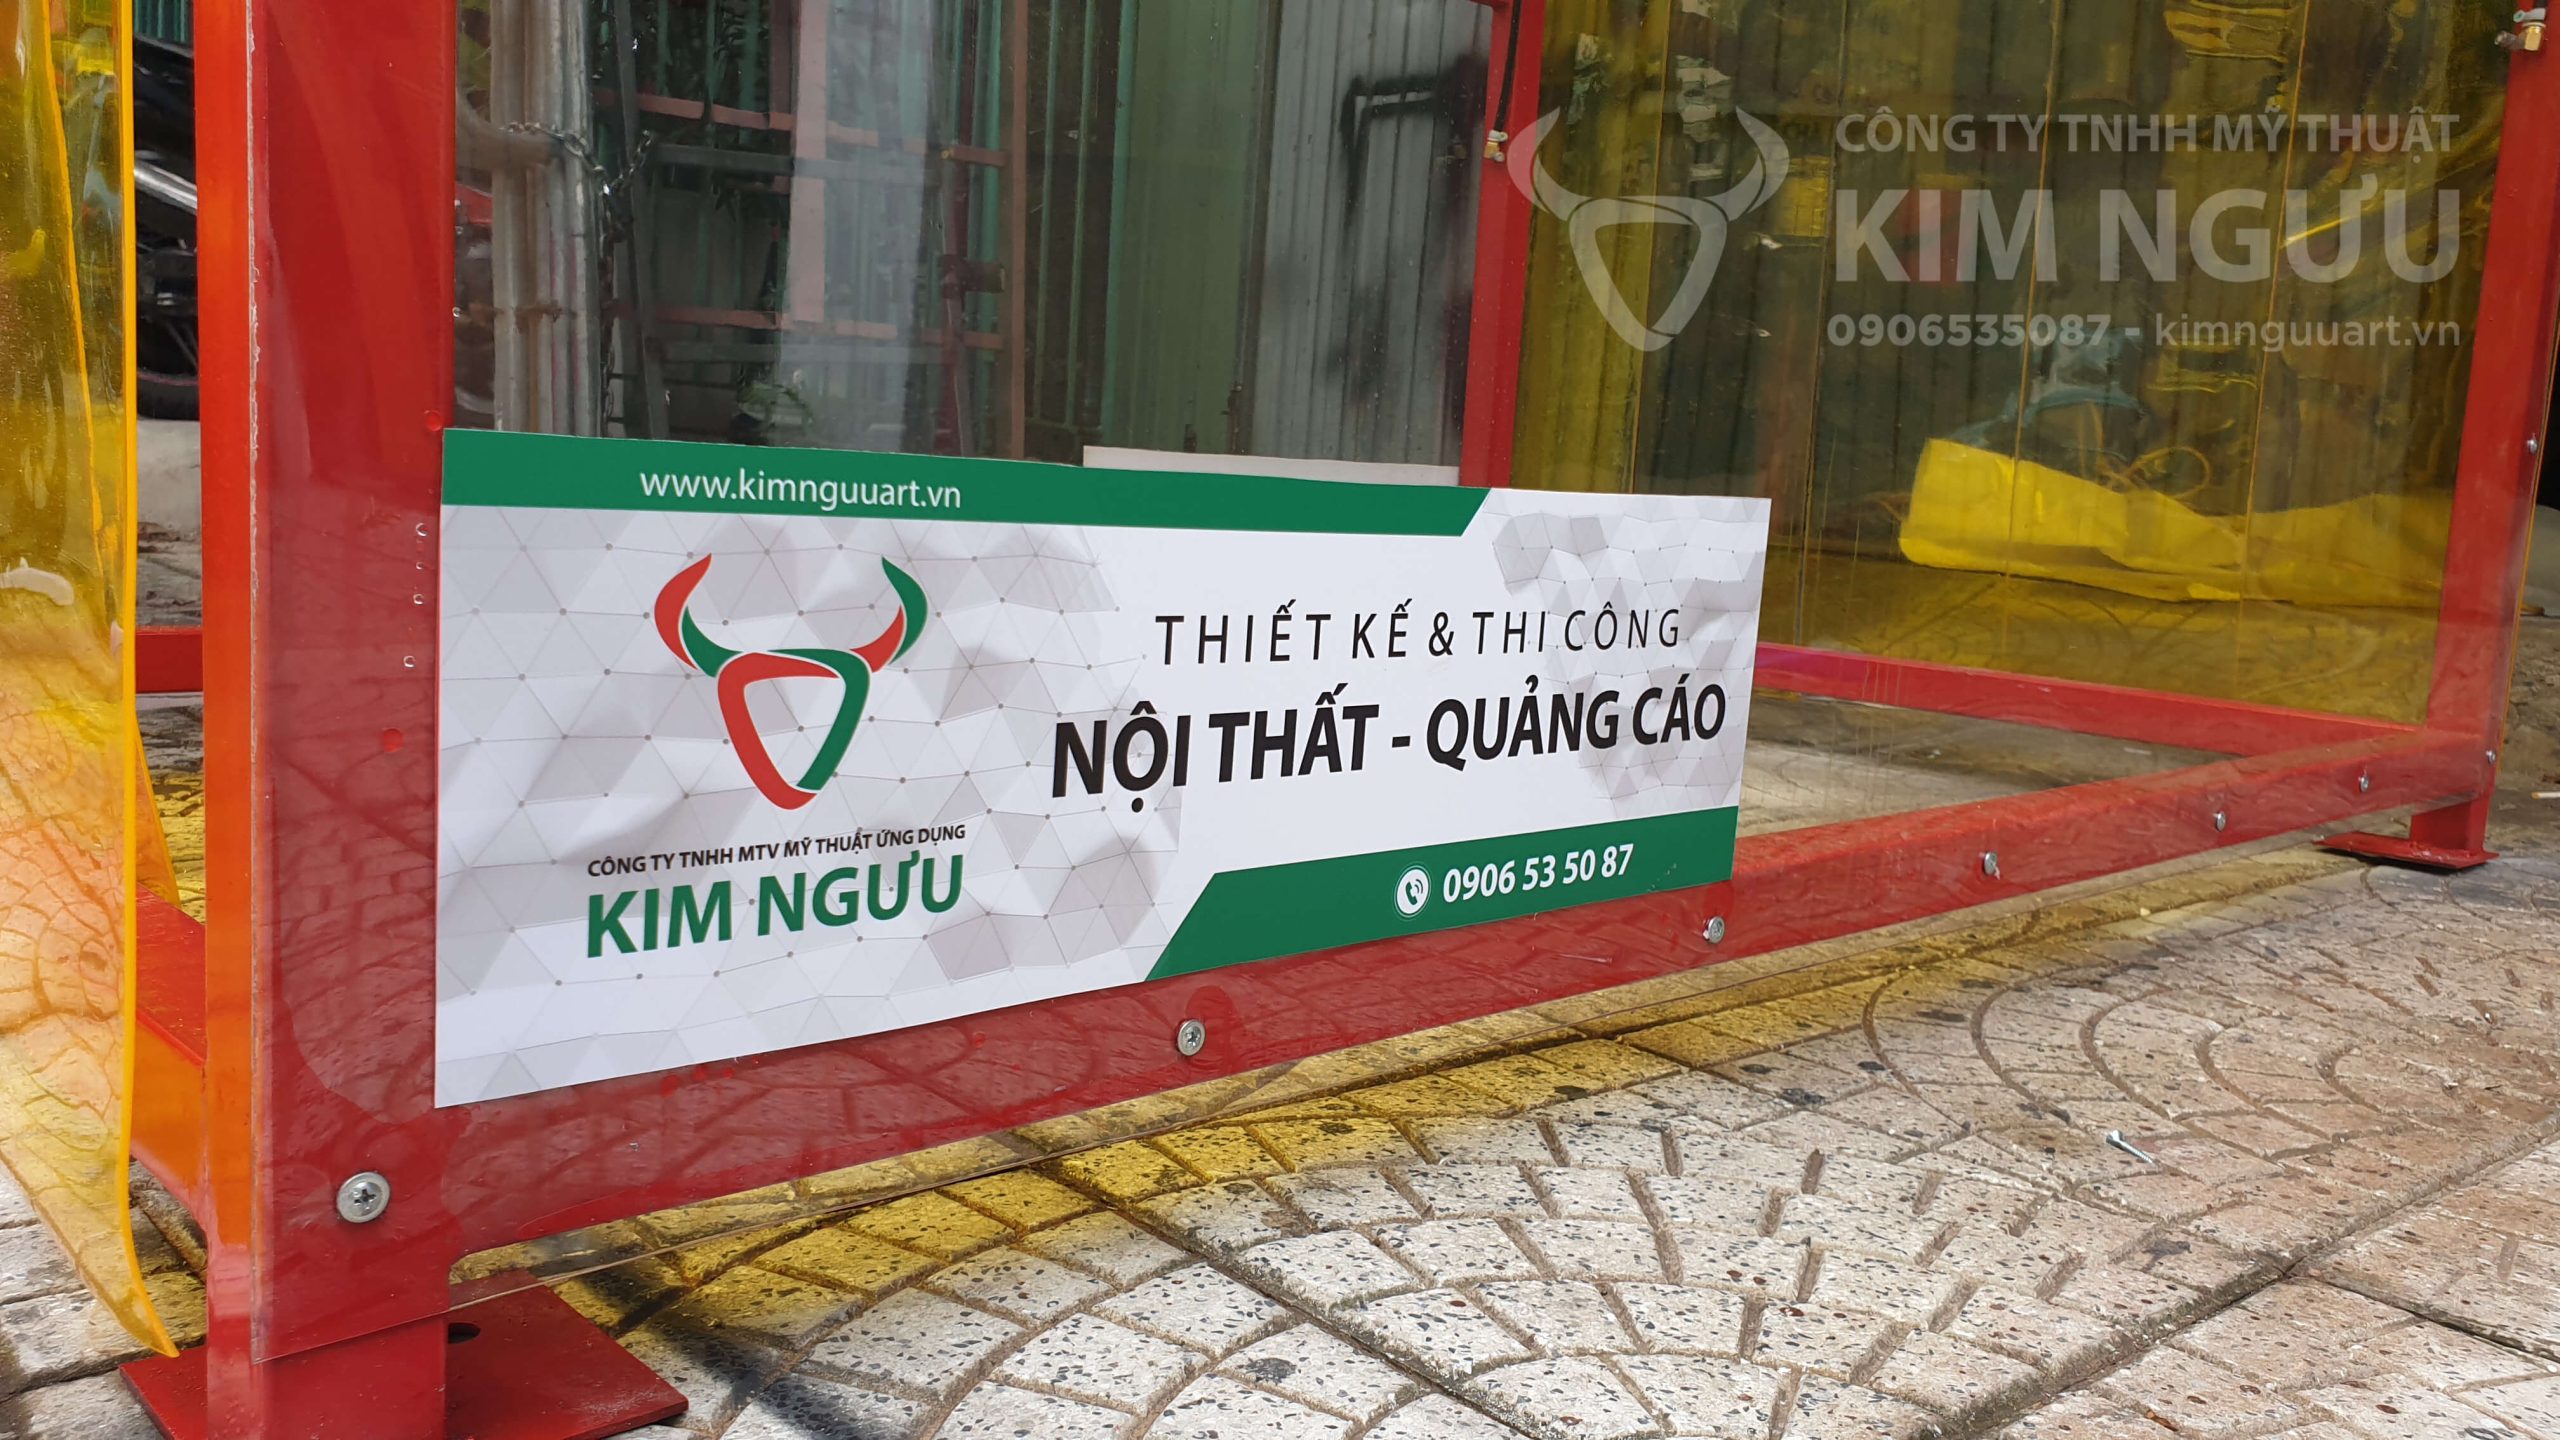 CÔNG TY TNHH MỸ THUẬT
KIM NGƯU
0906535087 - kimnguuart.vn
www.kimnguuart.vn
CÔNG TY TNHH MTV MỸ THUẬT ỨNG DỤNG
KIM NGƯU
THIẾT KẾ & THI CÔNG
NỘI THẤT - QUẢNG CÁO
0906 53 50 87